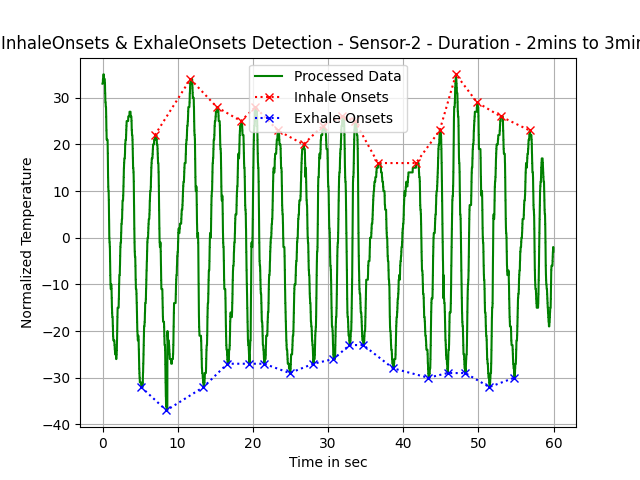 InhaleOnsets & ExhaleOnsets Detection - Sensor-2 - Duration - 2mins to 3min
Processed Data
Inhale Onsets
Exhale Onsets
Normalized Temperature
30
20
10
0
−10
−20
−30
−40
0 10 20 30 40 50 60
Time in sec